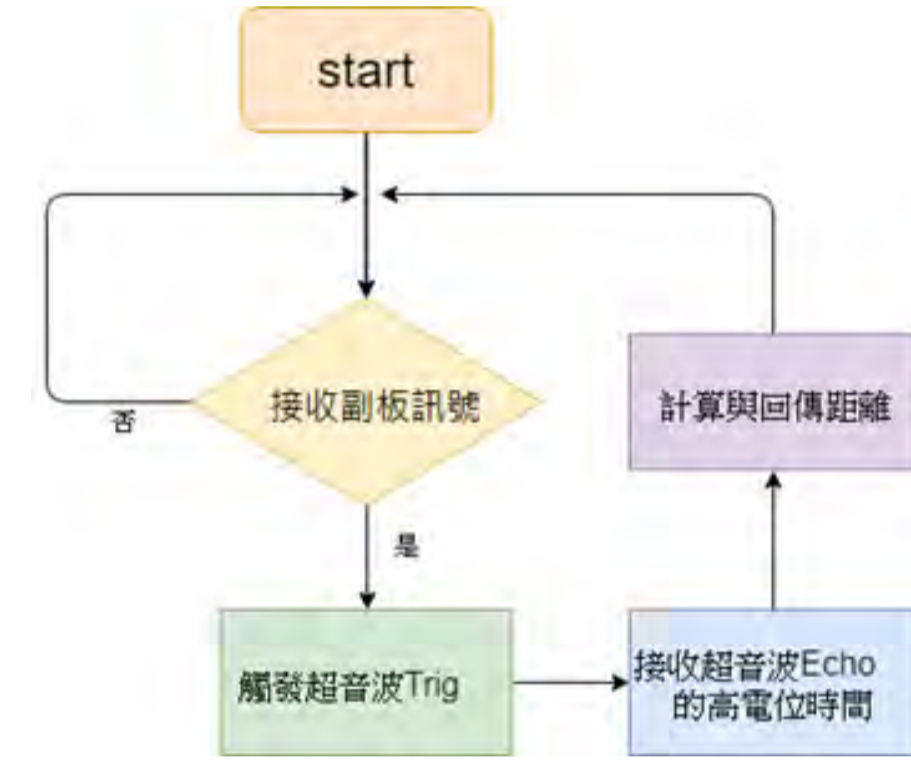 start
接收副板訊號
否
是
計算與回傳距離
觸發超音波Trig
接收超音波Echo
的高電位時間